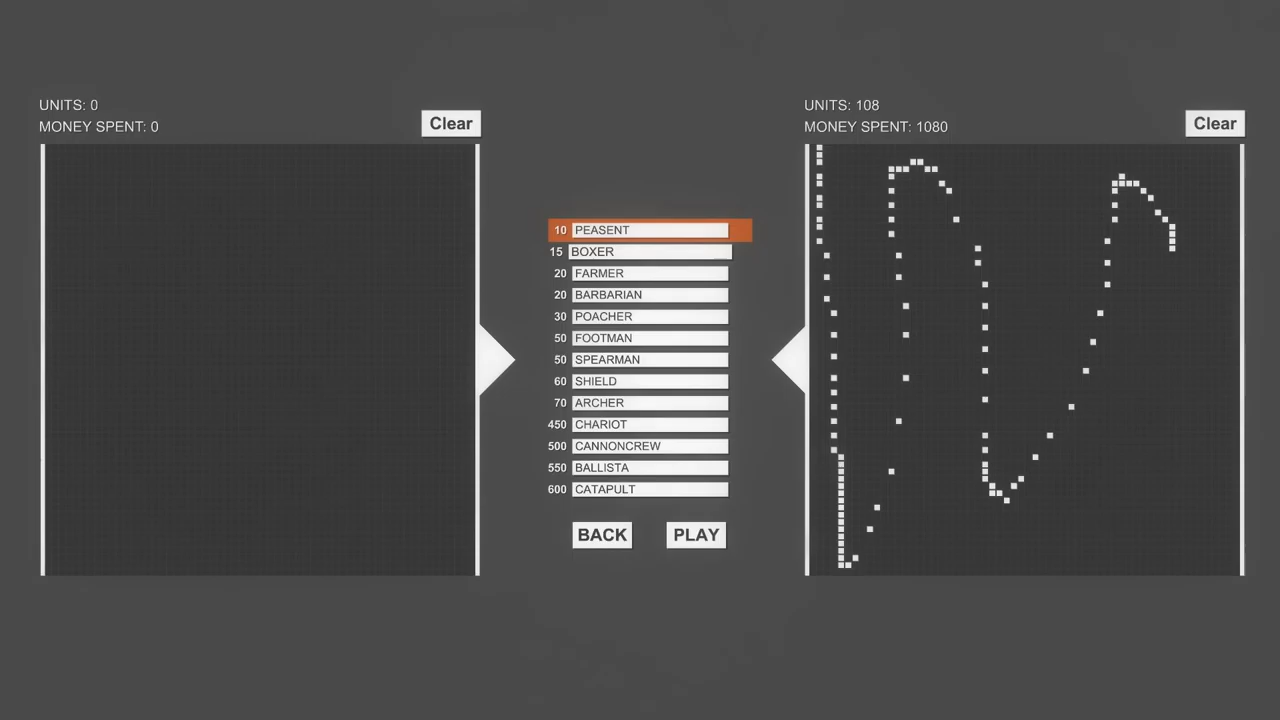 UNITS: 0
MONEY SPENT: 0
Clear
UNITS: 108
MONEY SPENT: 1080
Clear
10 PEASENT
15 BOXER
20 FARMER
20 BARBARIAN
30 POACHER
50 FOOTMAN
50 SPEARMAN
60 SHIELD
70 ARCHER
450 CHARIOT
500 CANNONCREW
550 BALLISTA
600 CATAPULT
BACK PLAY